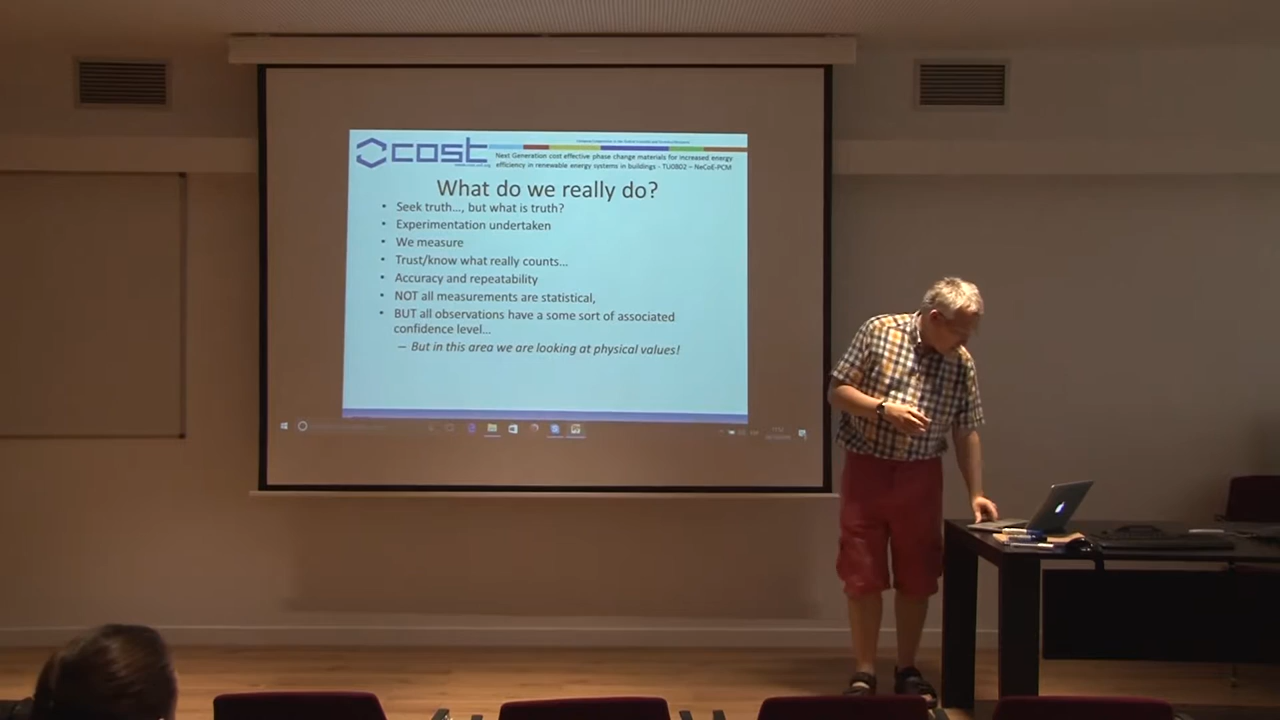 cost
Next Generation cost effective phase change materials for increased energy
efficiency in renewable energy systems in buildings - TU0802 – NeCoE-PCM
What do we really do?
• Seek truth…, but what is truth?
• Experimentation undertaken
• We measure
• Trust/know what really counts…
• Accuracy and repeatability
• NOT all measurements are statistical,
• BUT all observations have a some sort of associated
confidence level…
– But in this area we are looking at physical values!